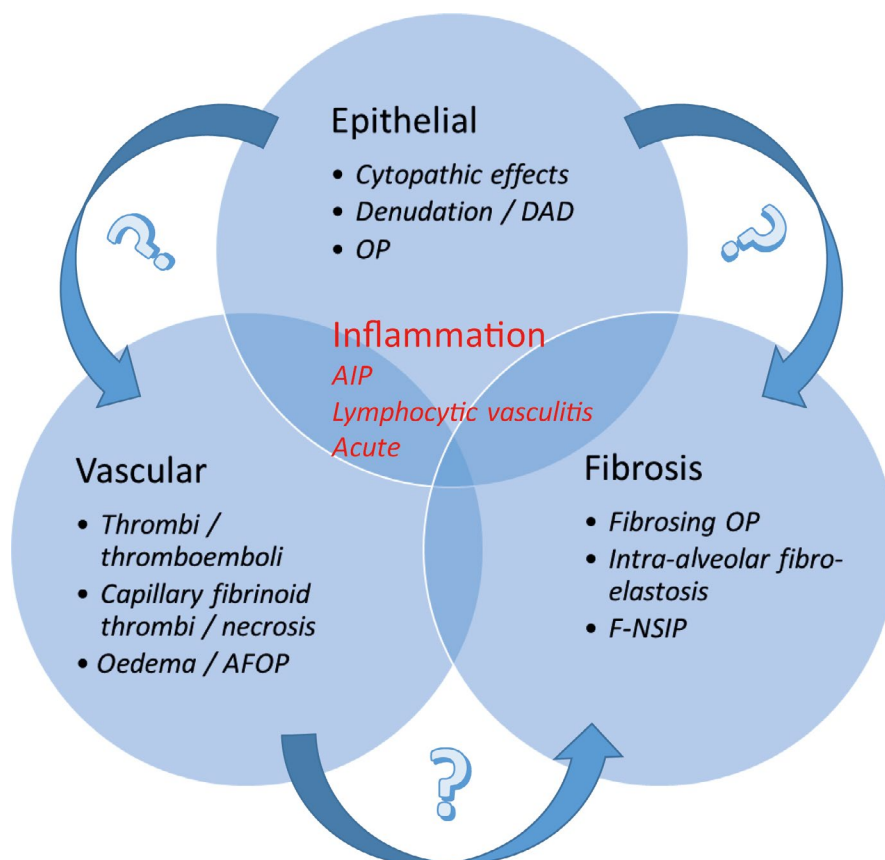 Epithelial
• Cytopathic effects
• Denudation / DAD
• OP
?
?
Inflammation
AIP
Lymphocytic vasculitis
Acute
Vascular
• Thrombi /
thromboemboli
• Capillary fibrinoid
thrombi / necrosis
• Oedema / AFOP
Fibrosis
• Fibrosing OP
• Intra-alveolar fibro-
elastosis
• F-NSIP
?